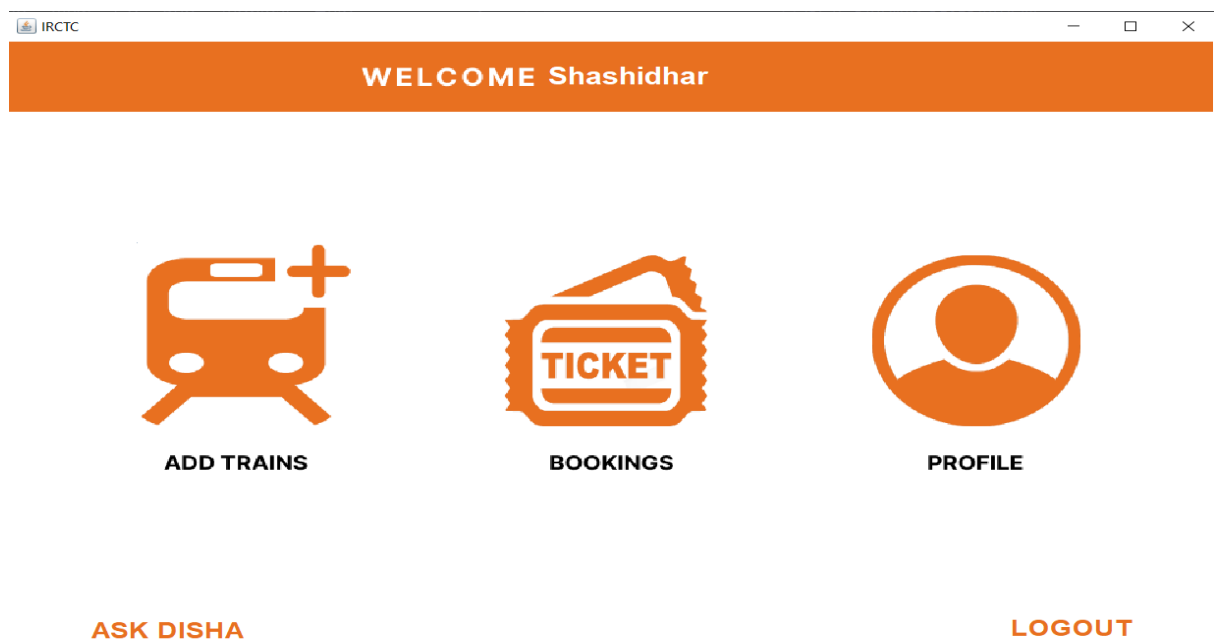 IRCTC
WELCOME Shashidhar
TICKET
ADD TRAINS BOOKINGS PROFILE
ASK DISHA LOGOUT